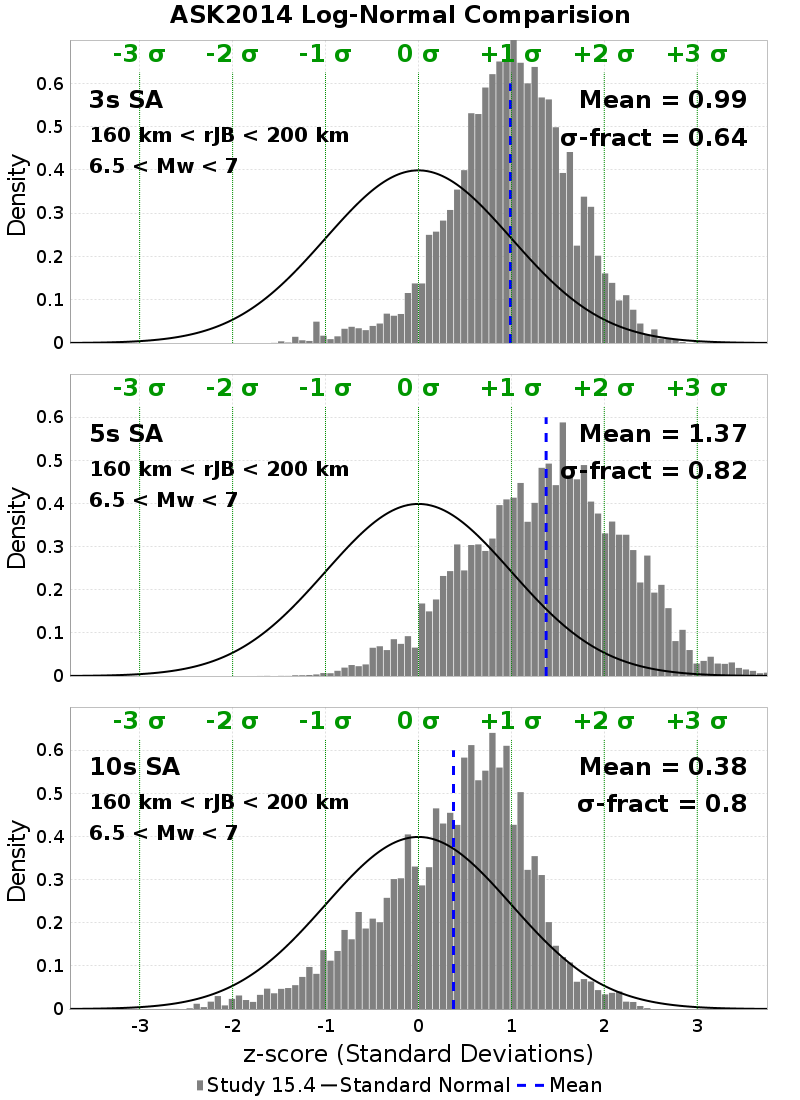 ASK2014 Log-Normal Comparision
-3 σ -2 σ -1 σ 0 σ +1 σ +2 σ +3 σ
0.6
3s SA Mean = 0.99
0.5
160 km < rJB < 200 km σ-fract = 0.64
6.5 < Mw < 7
0.4
0.3
0.2
0.1
0
Density
-3 σ -2 σ -1 σ 0 σ +1 σ +2 σ +3 σ
0.6
5s SA Mean = 1.37
0.5
160 km < rJB < 200 km σ-fract = 0.82
6.5 < Mw < 7
0.4
0.3
0.2
0.1
0
Density
-3 σ -2 σ -1 σ 0 σ +1 σ +2 σ +3 σ
0.6
10s SA Mean = 0.38
0.5
160 km < rJB < 200 km σ-fract = 0.8
6.5 < Mw < 7
0.4
0.3
0.2
0.1
0
Density
-3 -2 -1 0 1 2 3
z-score (Standard Deviations)
Study 15.4 Standard Normal Mean